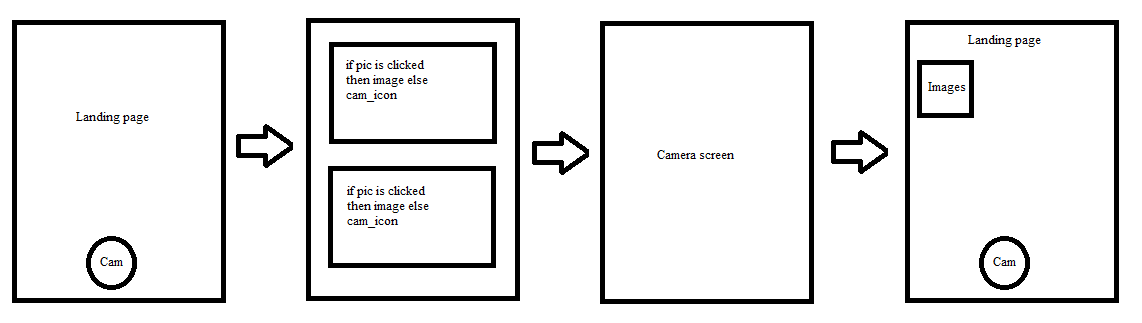 Landing page
Cam
if pic is clicked
then image else
cam_icon
if pic is clicked
then image else
cam_icon
Camera screen
Landing page
Images
Cam